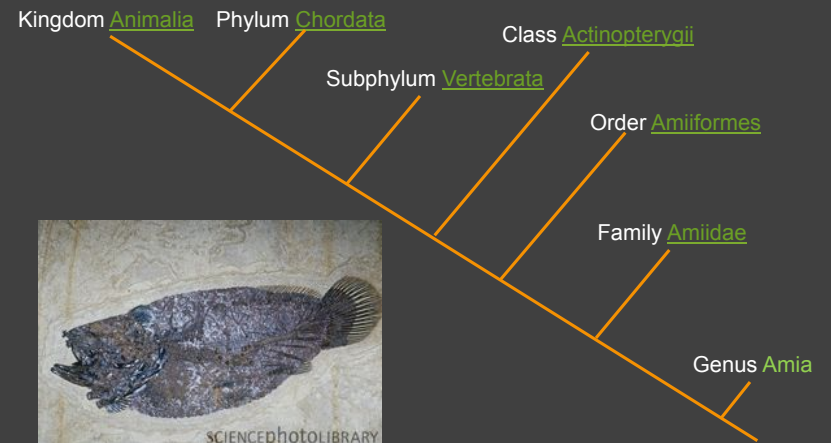 Kingdom Animalia
Phylum Chordata
Class Actinopterygii
Subphylum Vertebrata
Order Amiiformes
Family Amiidae
Genus Amia
SCIENCEPHOTOLIBRARY